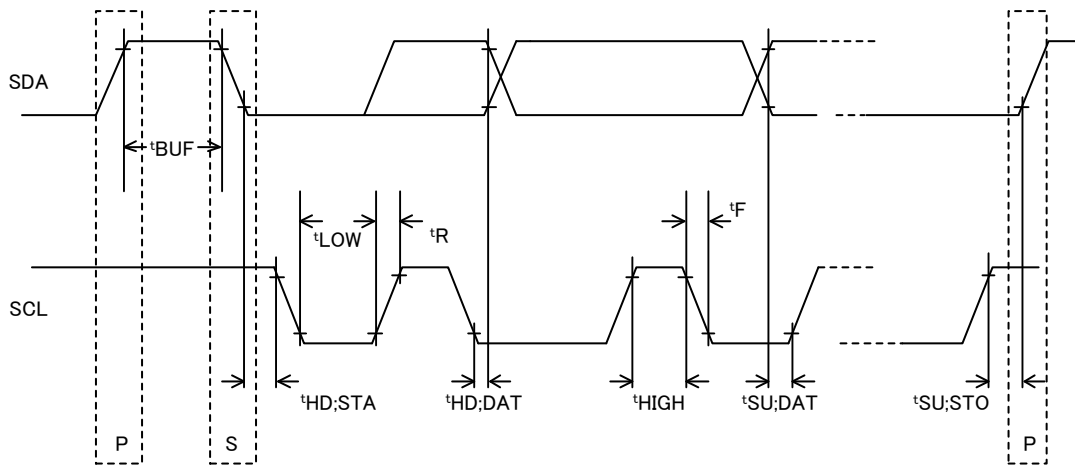 SDA
tBUF
tLOW
tR
tF
SCL
tHD;STA
tHD;DAT
tHIGH
tSU;DAT
tSU;STO
P
S
P